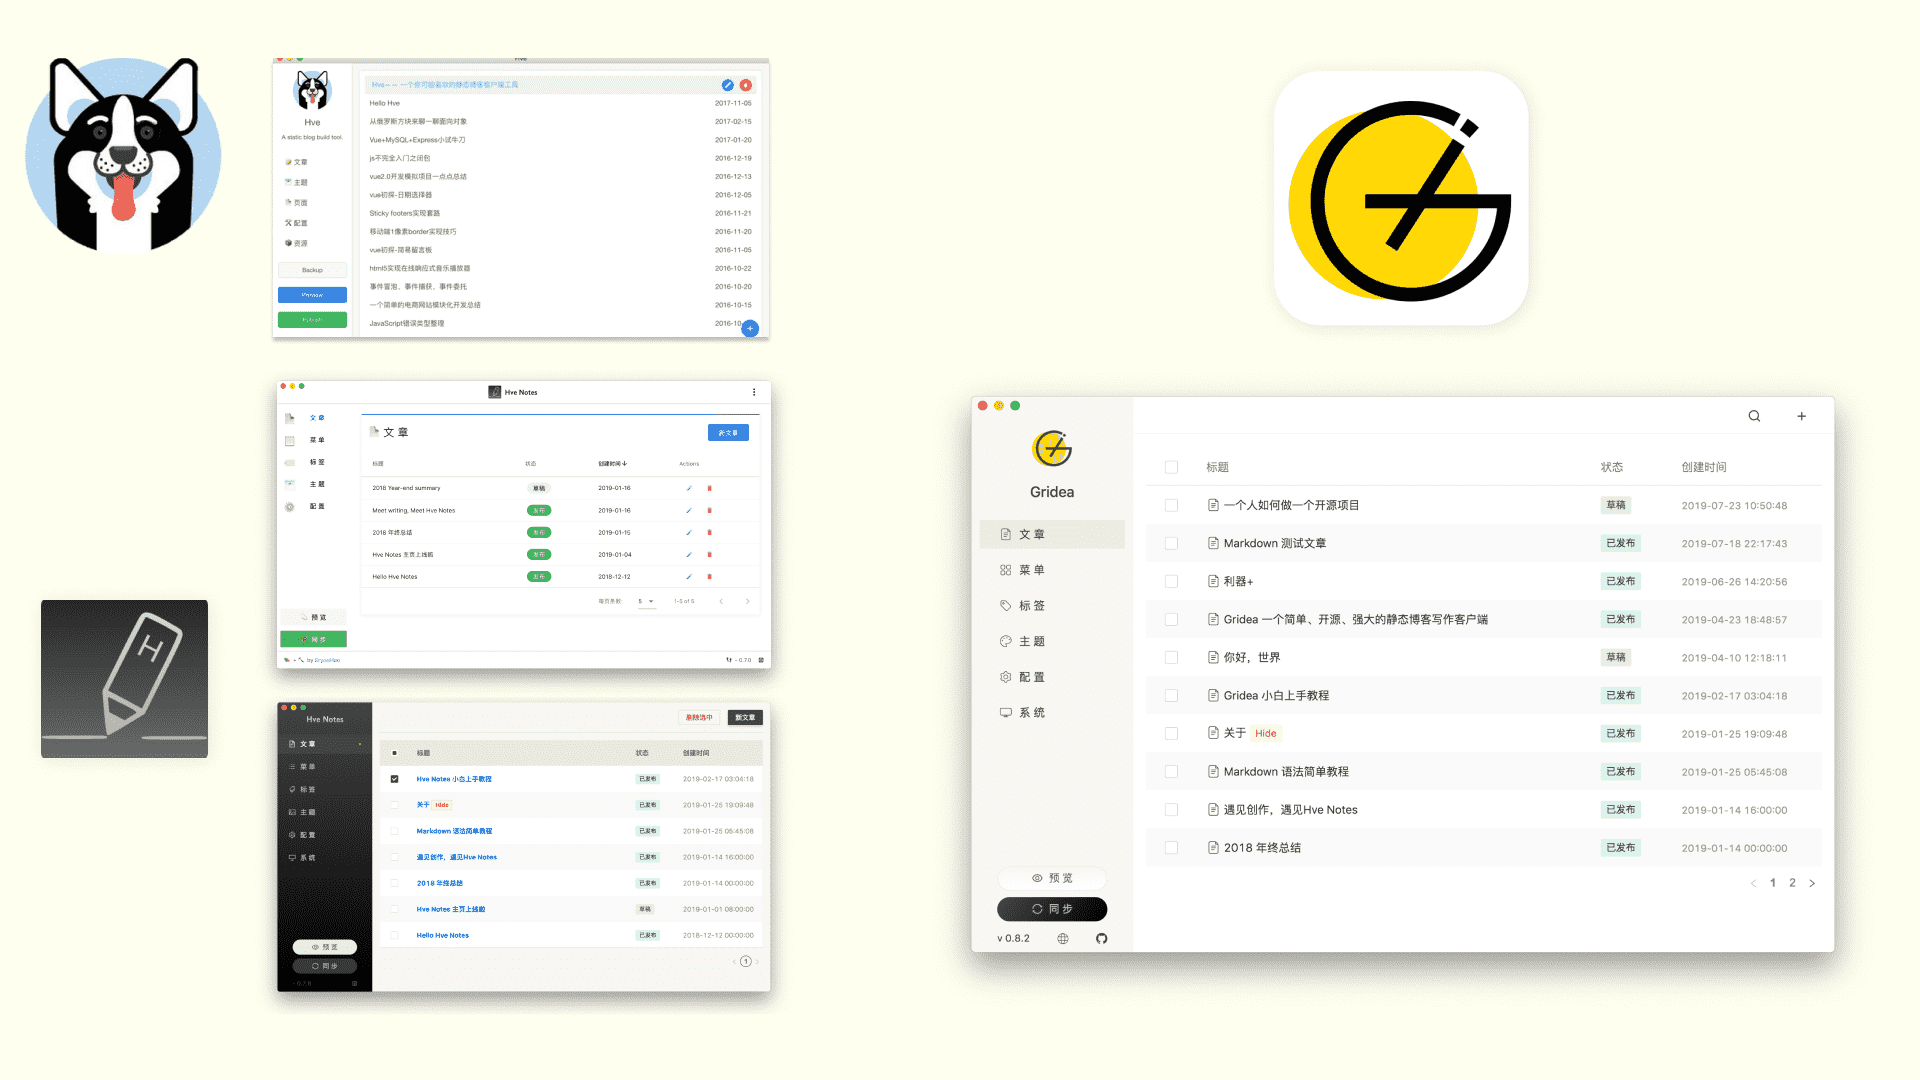 Hve
Hve
A static blog build tool.
文章
主题
页面
配置
资源
Backup
Preview
Hve－－ 一个你可能喜欢的静态博客客户端工具
Hello Hve 2017-11-05
从俄罗斯方块来聊一聊面向对象 2017-02-15
Vue+MySQL+Express小试牛刀 2017-01-20
js不完全入门之闭包 2016-12-19
vue2.0开发模拟项目一点点总结 2016-12-13
vue初探-日期选择器 2016-12-05
Sticky footers实现套路 2016-11-21
移动端1像素border实现技巧 2016-11-20
vue初探-简易留言板 2016-11-05
html5实现在线响应式音乐播放器 2016-10-22
事件冒泡、事件捕获、事件委托 2016-10-20
一个简单的电商网站模块化开发总结 2016-10-15
JavaScript错误类型整理 2016-10
Hve Notes
文章
菜单
标签
主题
配置
预览
同步
文章
新文章
标题 状态 创建时间 Actions
2018 Year-end summary 草稿 2019-01-16
Meet writing, Meet Hve Notes 发布 2019-01-16
2018 年终总结 发布 2019-01-15
Hve Notes 主页上线啦 发布 2019-01-04
Hello Hve Notes 发布 2018-12-12
每页条数: 5 1-5 of 5
by EryouHao
- 0.7.0
H
Hve Notes
文章
菜单
标签
主题
配置
系统
预览
同步
- 0.7.6
删除选中 新文章
标题 状态 创建时间
Hve Notes 小白上手教程 已发布 2019-02-17 03:04:18
关于 Hide 已发布 2019-01-25 19:09:48
Markdown 语法简单教程 已发布 2019-01-25 05:45:08
遇见创作，遇见Hve Notes 已发布 2019-01-14 16:00:00
2018 年终总结 已发布 2019-01-14 00:00:00
Hve Notes 主页上线啦 草稿 2019-01-01 08:00:00
Hello Hve Notes 已发布 2018-12-12 00:00:00
1
Gridea
文章
菜单
标签
主题
配置
系统
预览
同步
v 0.8.2
标题 状态 创建时间
一个人如何做一个开源项目 草稿 2019-07-23 10:50:48
Markdown 测试文章 已发布 2019-07-18 22:17:43
利器+ 已发布 2019-06-26 14:20:56
Gridea 一个简单、开源、强大的静态博客写作客户端 已发布 2019-04-23 18:48:57
你好，世界 草稿 2019-04-10 12:18:11
Gridea 小白上手教程 已发布 2019-02-17 03:04:18
关于 Hide 已发布 2019-01-25 19:09:48
Markdown 语法简单教程 已发布 2019-01-25 05:45:08
遇见创作，遇见Hve Notes 已发布 2019-01-14 16:00:00
2018 年终总结 已发布 2019-01-14 00:00:00
1 2